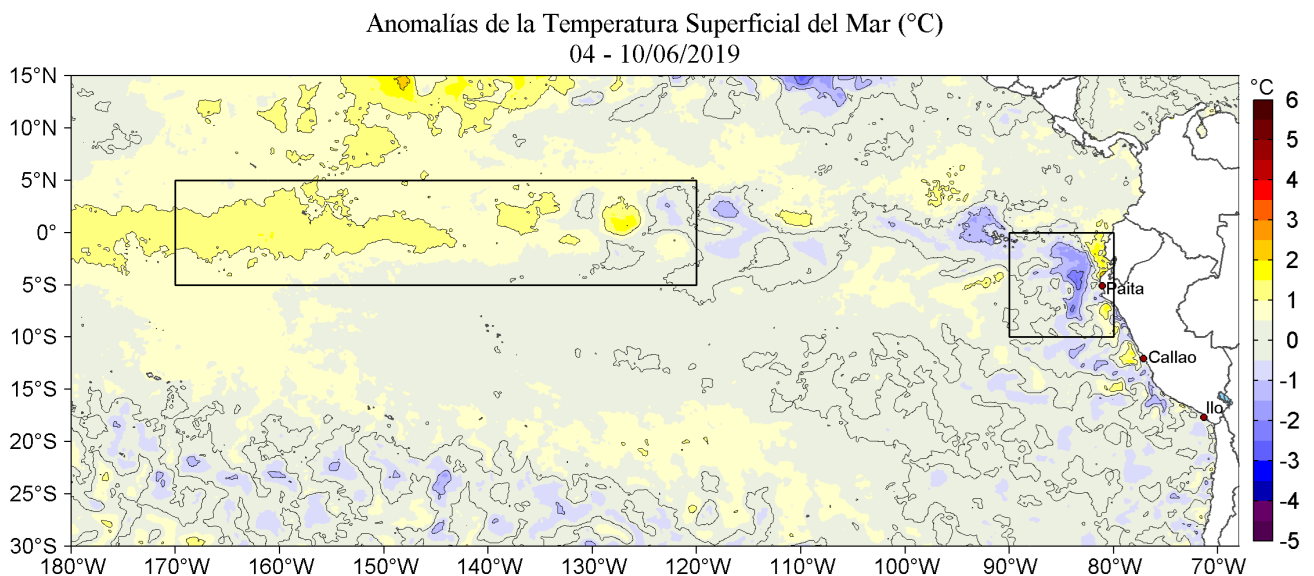 Anomalías de la Temperatura Superficial del Mar (°C)
04 - 10/06/2019
15°N
10°N
5°N
0°
5°S
10°S
15°S
20°S
25°S
30°S
180°W
170°W
160°W
150°W
140°W
130°W
120°W
110°W
100°W
90°W
80°W
70°W
Paita
Callao
Ilo
°C
6
5
4
3
2
1
0
-1
-2
-3
-4
-5